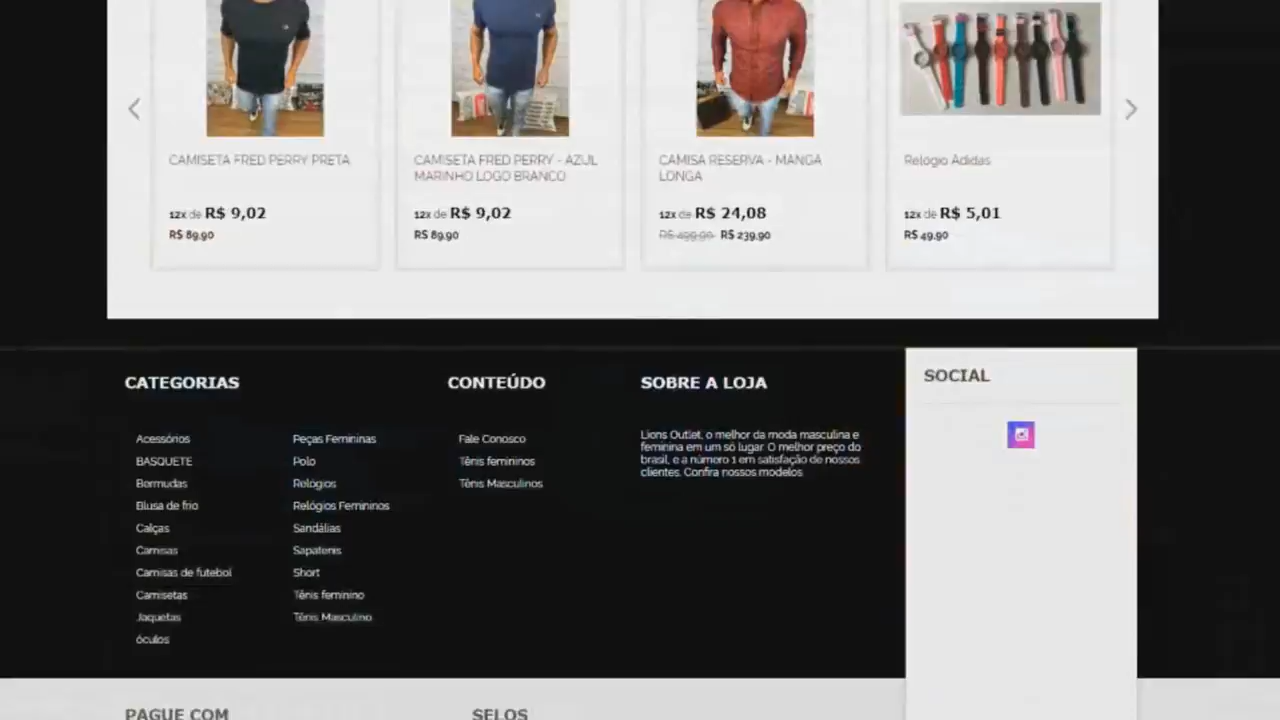 CAMISETA FRED PERRY PRETA
12x de R$ 9,02
R$ 89,90
CAMISETA FRED PERRY - AZUL
MARINHO LOGO BRANCO
12x de R$ 9,02
R$ 89,90
CAMISA RESERVA - MANGA
LONGA
12x de R$ 24,08
R$ 499,90 R$ 239,90
Relógio Adidas
12x de R$ 5,01
R$ 49,90
CATEGORIAS
Acessórios
BASQUETE
Bermudas
Blusa de frio
Calças
Camisas
Camisas de futebol
Camisetas
Jaquetas
óculos
Peças Femininas
Polo
Relógios
Relógios Femininos
Sandálias
Sapatenis
Short
Tênis feminino
Tênis Masculino
CONTEÚDO
Fale Conosco
Tênis femininos
Tênis Masculinos
SOBRE A LOJA
Lions Outlet, o melhor da moda masculina e
feminina em um só lugar. O melhor preço do
brasil, e a número 1 em satisfação de nossos
clientes. Confira nossos modelos
SOCIAL
PAGUE COM
SELOS